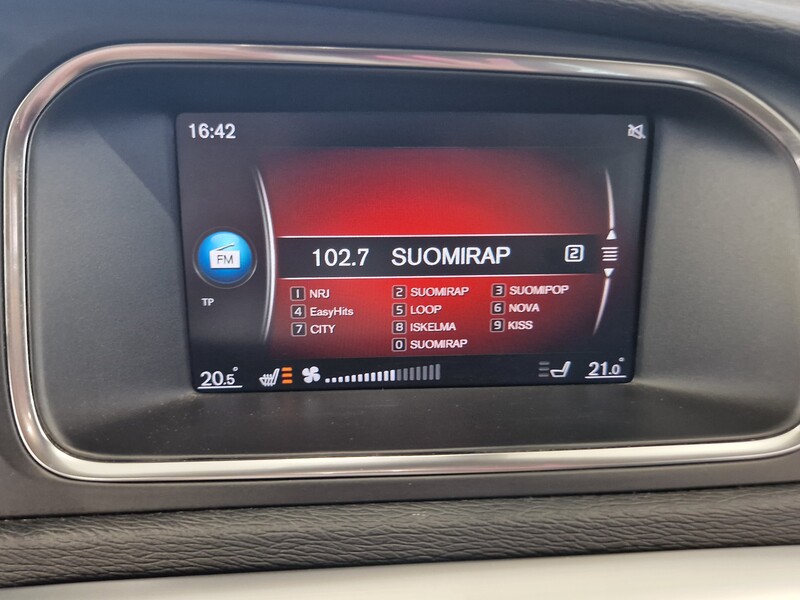 16:42
FM
102.7 SUOMIRAP 2
TP
1 NRJ 2 SUOMIRAP 3 SUOMIPOP
4 EasyHits 5 LOOP 6 NOVA
7 CITY 8 ISKELMA 9 KISS
0 SUOMIRAP
20.5° 21.0°